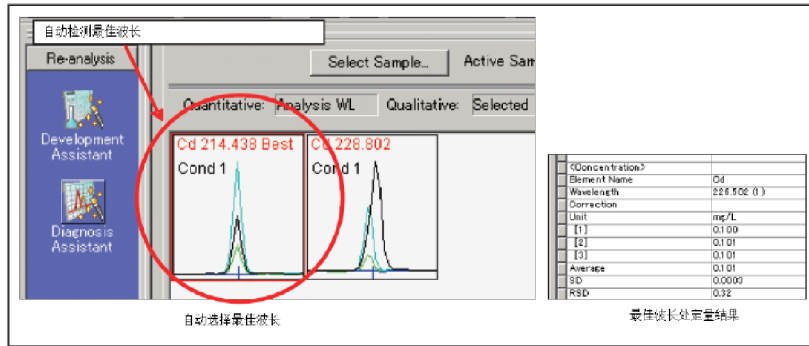 自动检测最佳波长
Re-analysis
Select Sample...
Active Sam
Quantitative: Analysis WL Qualitative: Selected
Development
Assistant
Diagnosis
Assistant
Cd 214.438 Best
Cond 1
Cd 228.802
Cond 1
自动选择最佳波长
<Concentration>
Element Name Cd
Wavelength 226.502 (1)
Correction
Unit mg/L
[1] 0.100
[2] 0.101
[3] 0.101
Average 0.101
SD 0.0003
RSD 0.32
最佳波长处定量结果